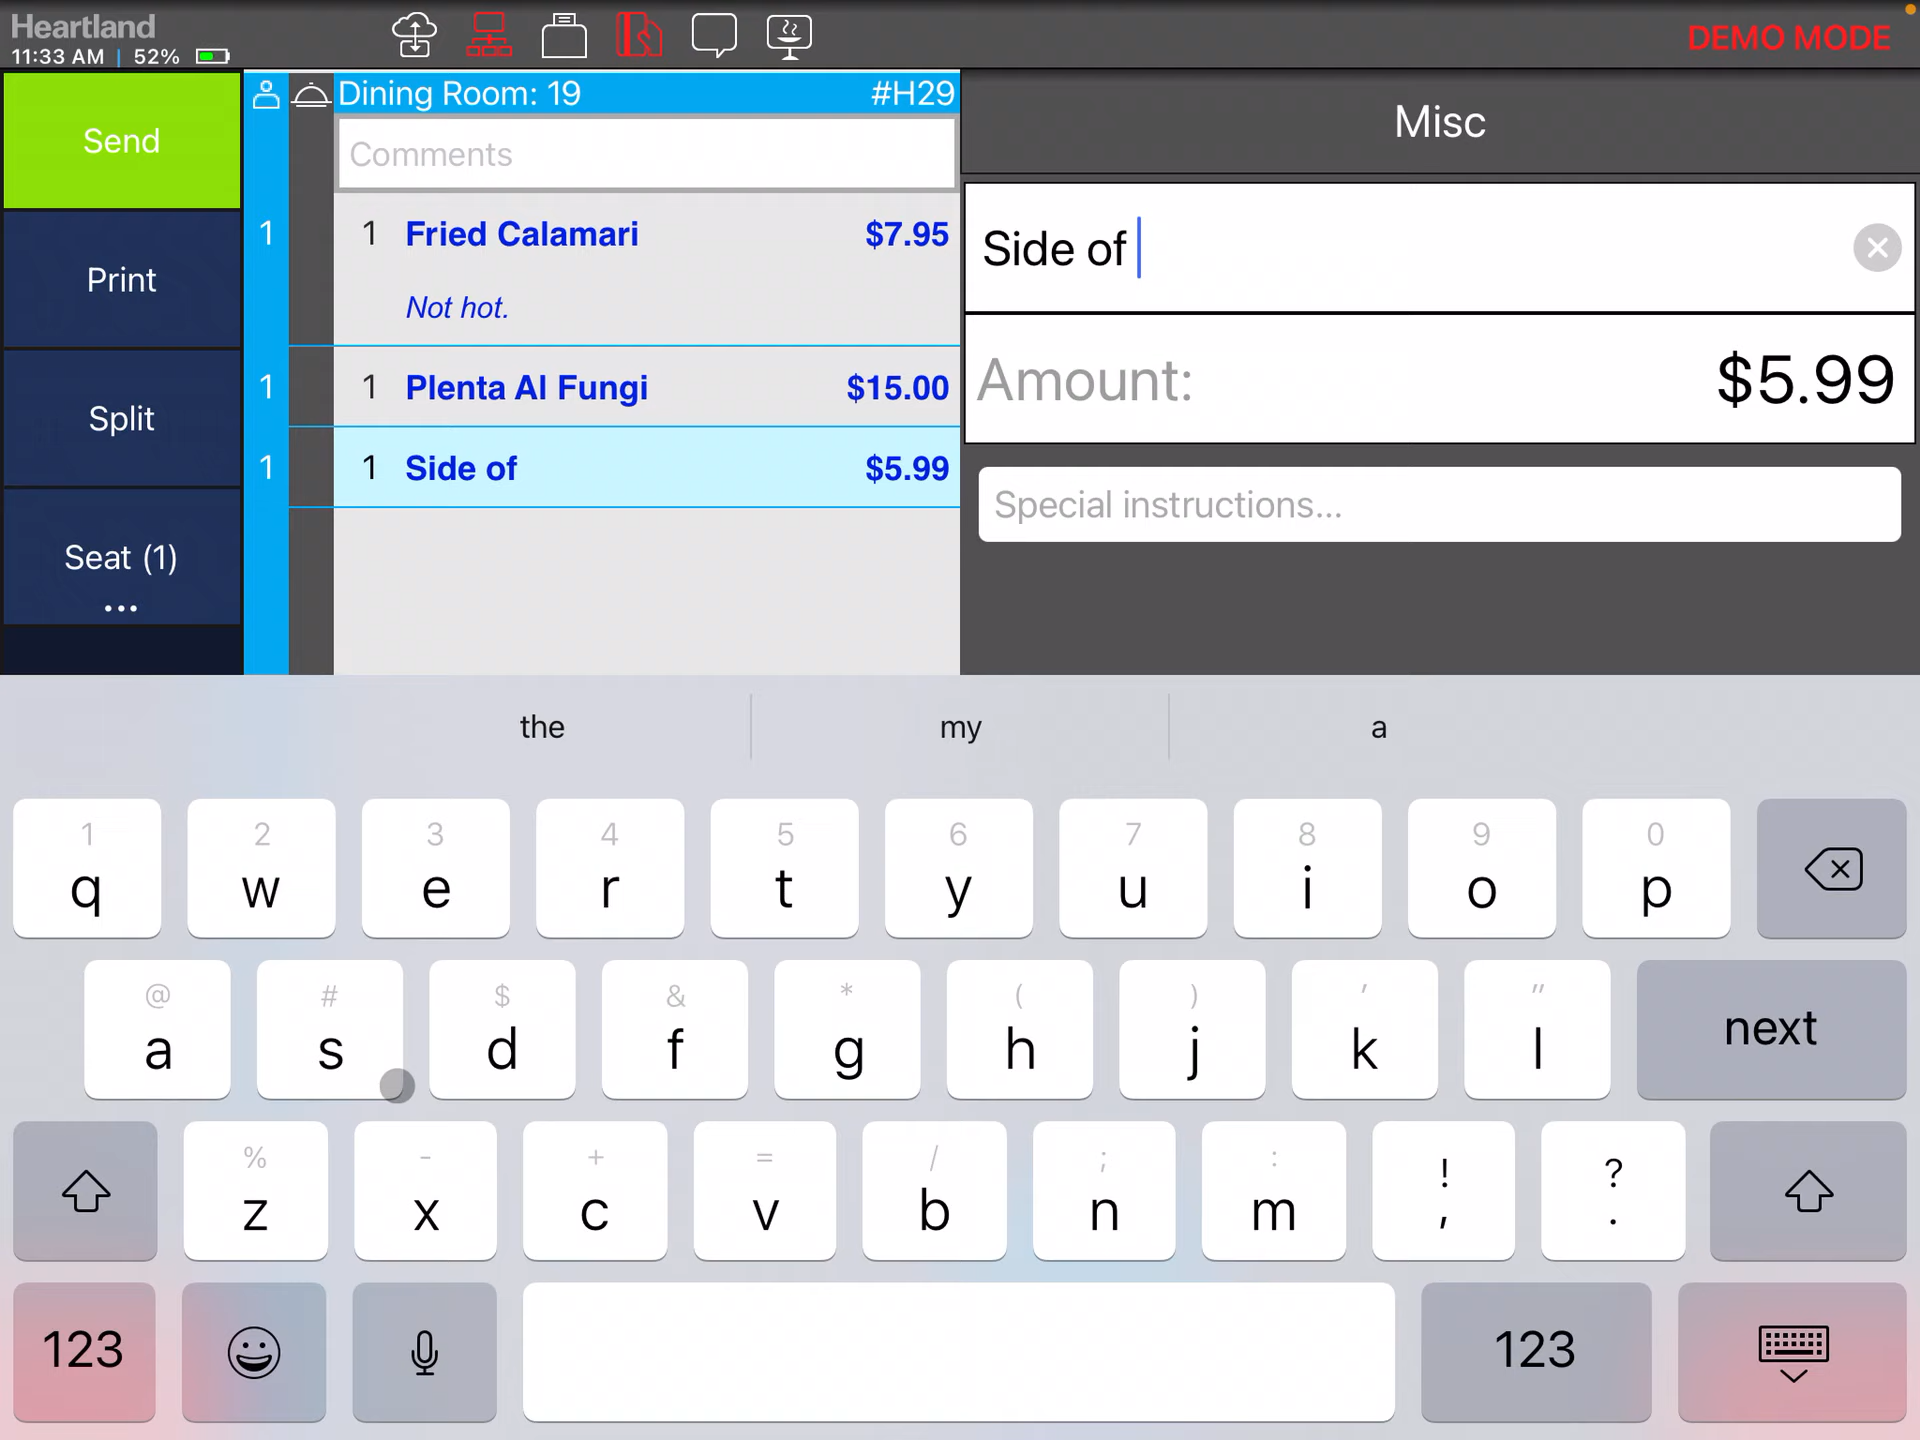 Heartland
11:33 AM | 52%
DEMO MODE
Send
Print
Split
Seat (1)
...
Dining Room: 19 #H29
Comments
1 1 Fried Calamari $7.95
Not hot.
1 1 Plenta Al Fungi $15.00
1 1 Side of $5.99
Misc
Side of
Amount: $5.99
Special instructions...
the my a
1 2 3 4 5 6 7 8 9 0
q w e r t y u i o p
@ # $ & * ( ) ' "
a s d f g h j k l next
% - + = / ; : ! ?
z x c v b n m , .
123 123